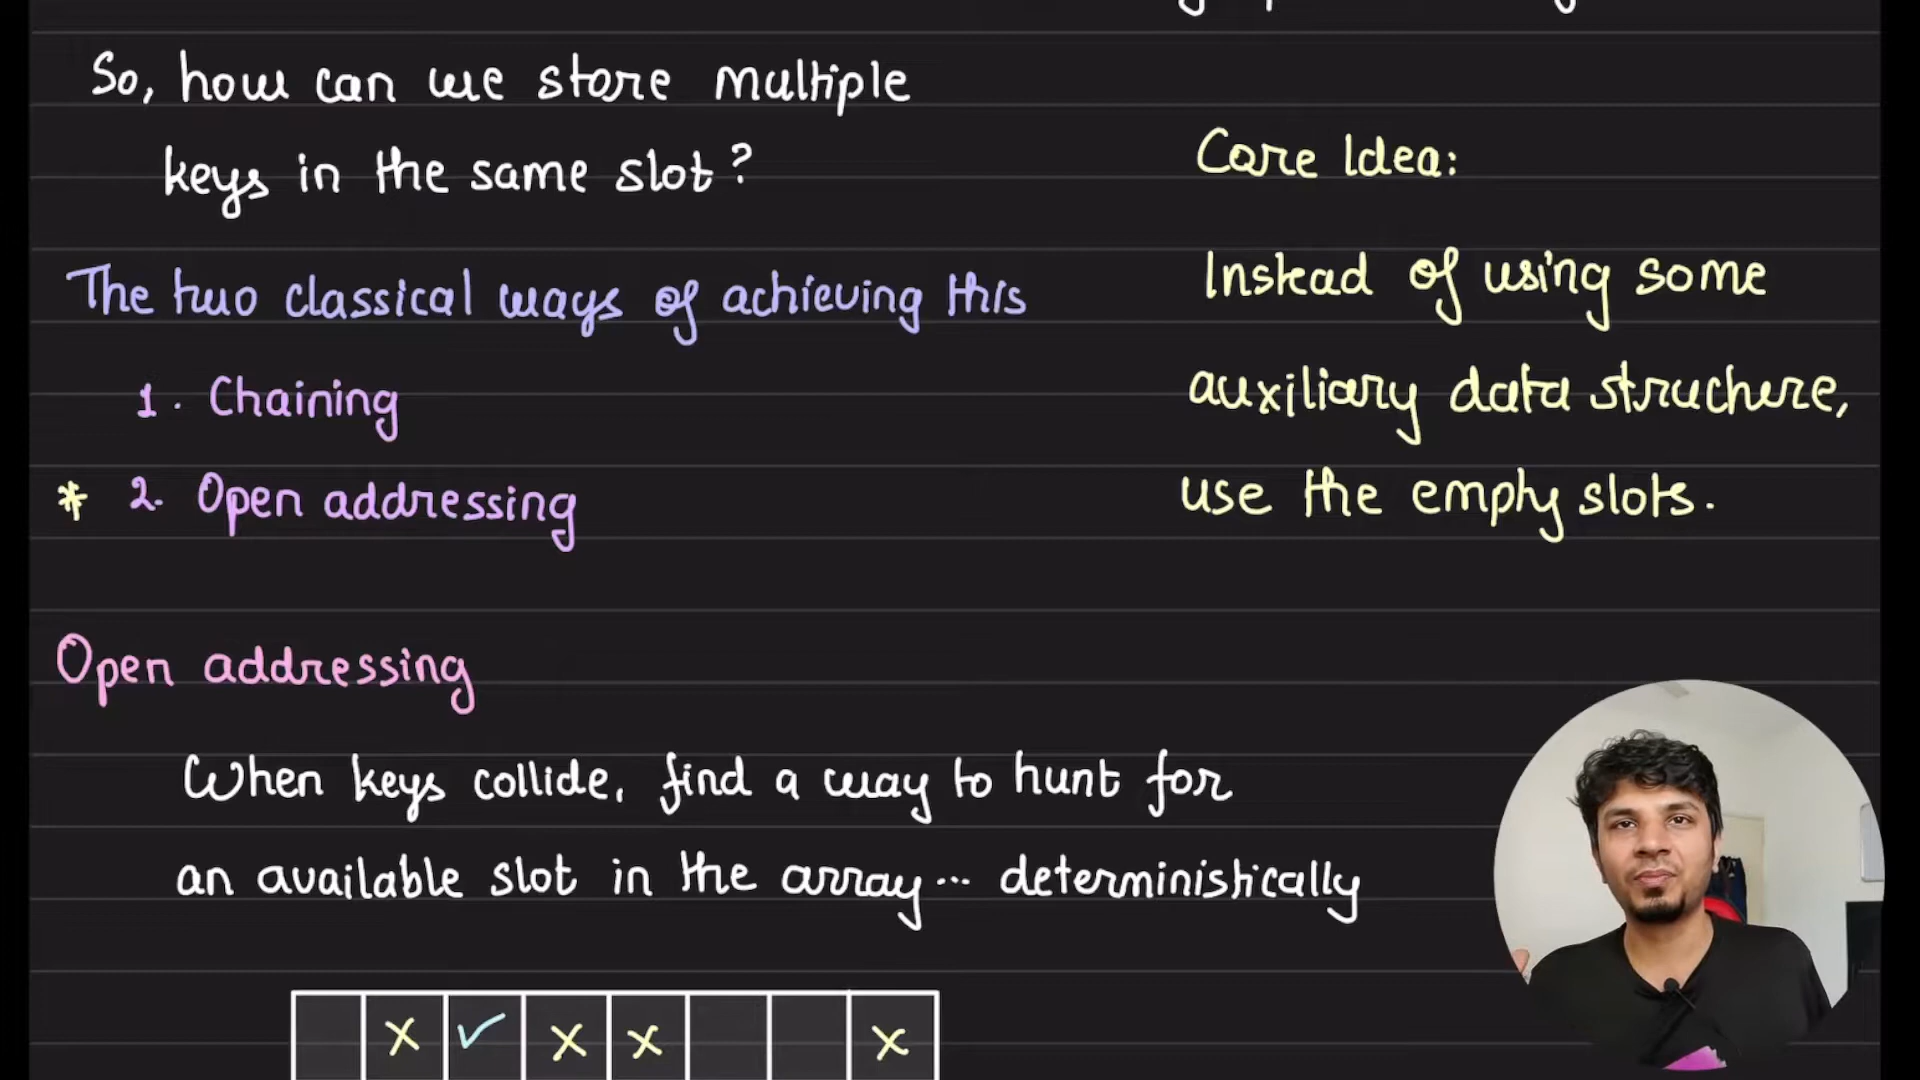 So, how can we store multiple
keys in the same slot?
The two classical ways of achieving this
1. Chaining
* 2. Open addressing
Core Idea:
Instead of using some
auxiliary data structure,
use the empty slots.
Open addressing
When keys collide, find a way to hunt for
an available slot in the array... deterministically
x ✓ x x x